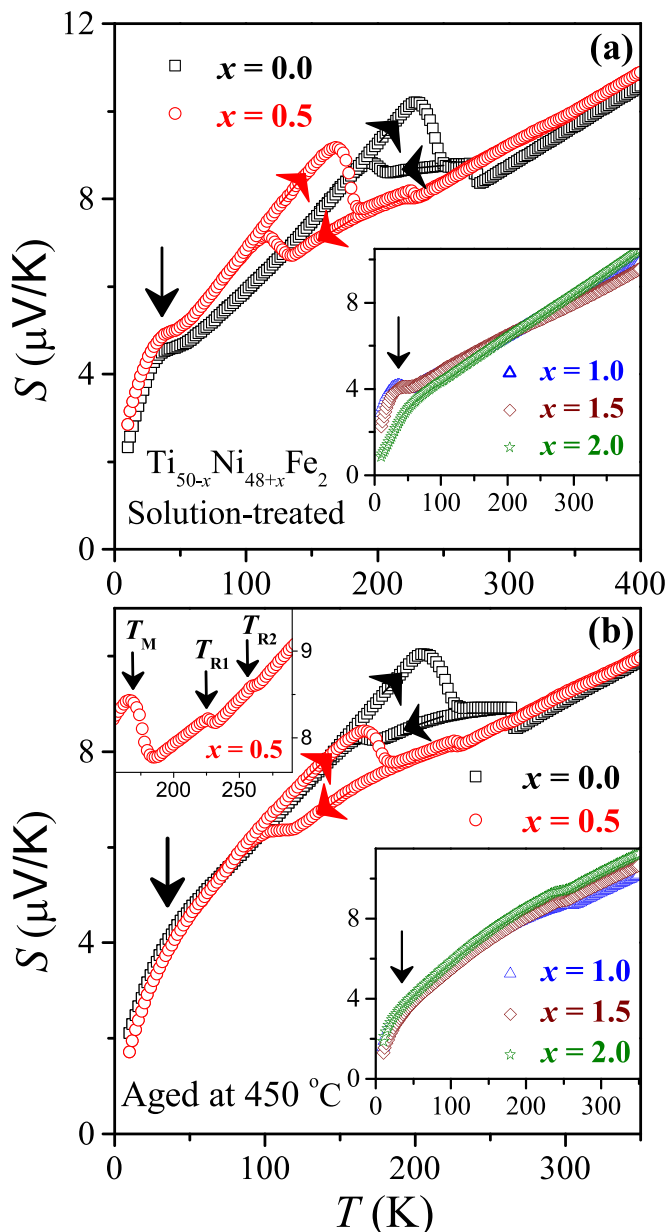 12
8
4
0
S (μV/K)
(a)
x = 0.0
x = 0.5
Ti50-xNi48+xFe2
Solution-treated
8
4
0
x = 1.0
x = 1.5
x = 2.0
0 100 200 300
0 100 200 300 400
8
4
0
S (μV/K)
(b)
TM
TR1
TR2
9
8
x = 0.5
200 250
x = 0.0
x = 0.5
Aged at 450 °C
8
4
0
x = 1.0
x = 1.5
x = 2.0
0 100 200 300
0 100 200 300
T (K)